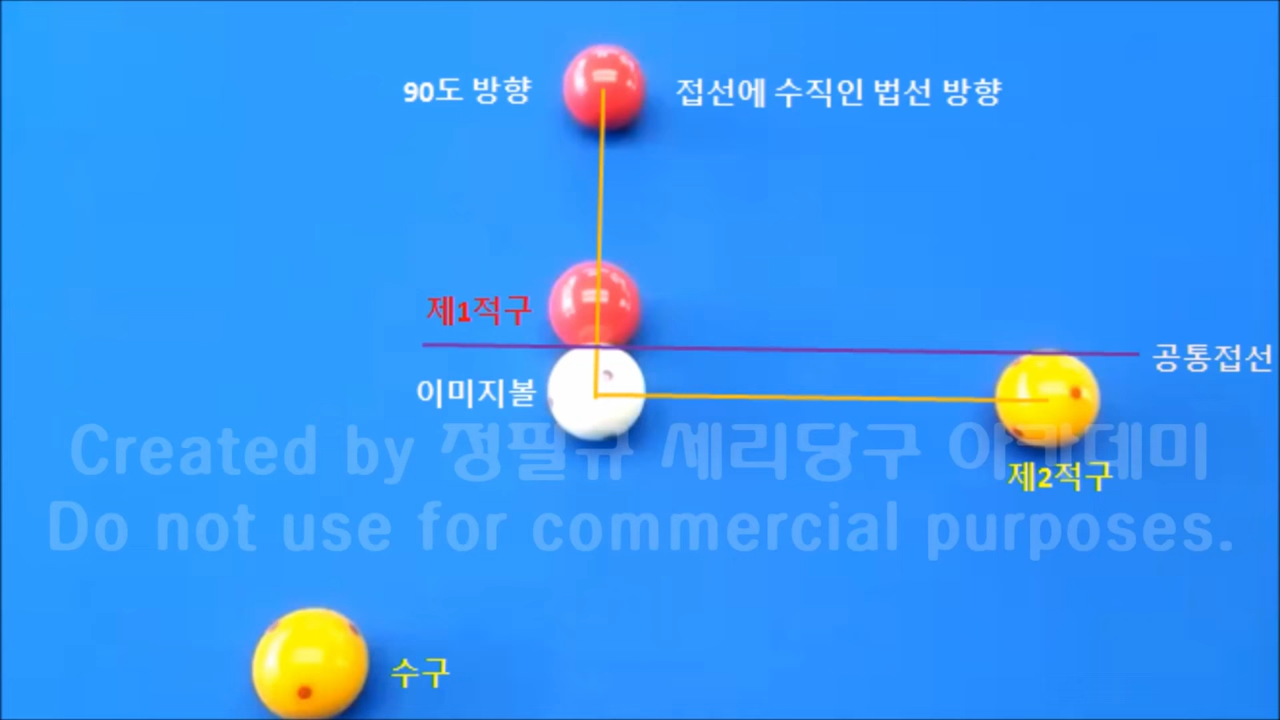 90도 방향
접선에 수직인 법선 방향
제1적구
공통접선
이미지볼
Created by 정필규 세리당구 아카데미
제2적구
Do not use for commercial purposes.
수구